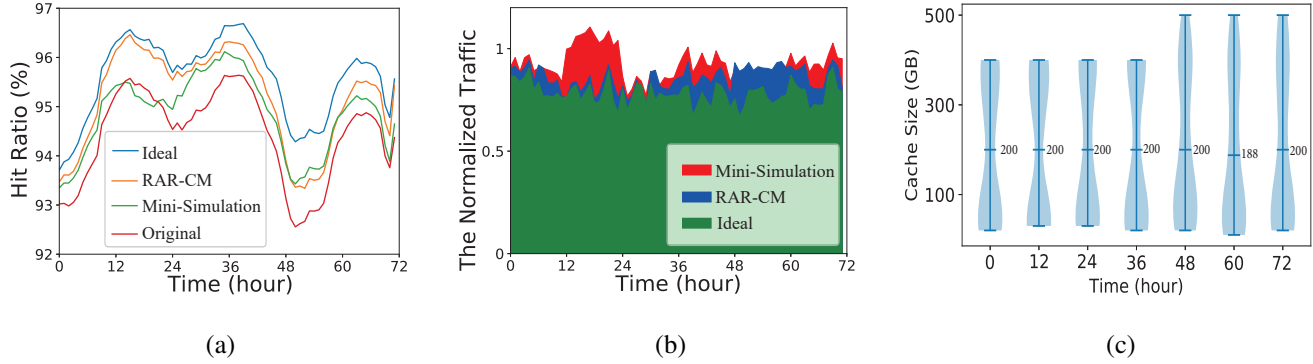 97
96
95
94
93
92
Hit Ratio (%)
Ideal
RAR-CM
Mini-Simulation
Original
0 12 24 36 48 60 72
Time (hour)
(a)
1
0.5
0
The Normalized Traffic
Mini-Simulation
RAR-CM
Ideal
0 12 24 36 48 60 72
Time (hour)
(b)
500
300
100
Cache Size (GB)
200 200 200 200 200 188 200
0 12 24 36 48 60 72
Time (hour)
(c)